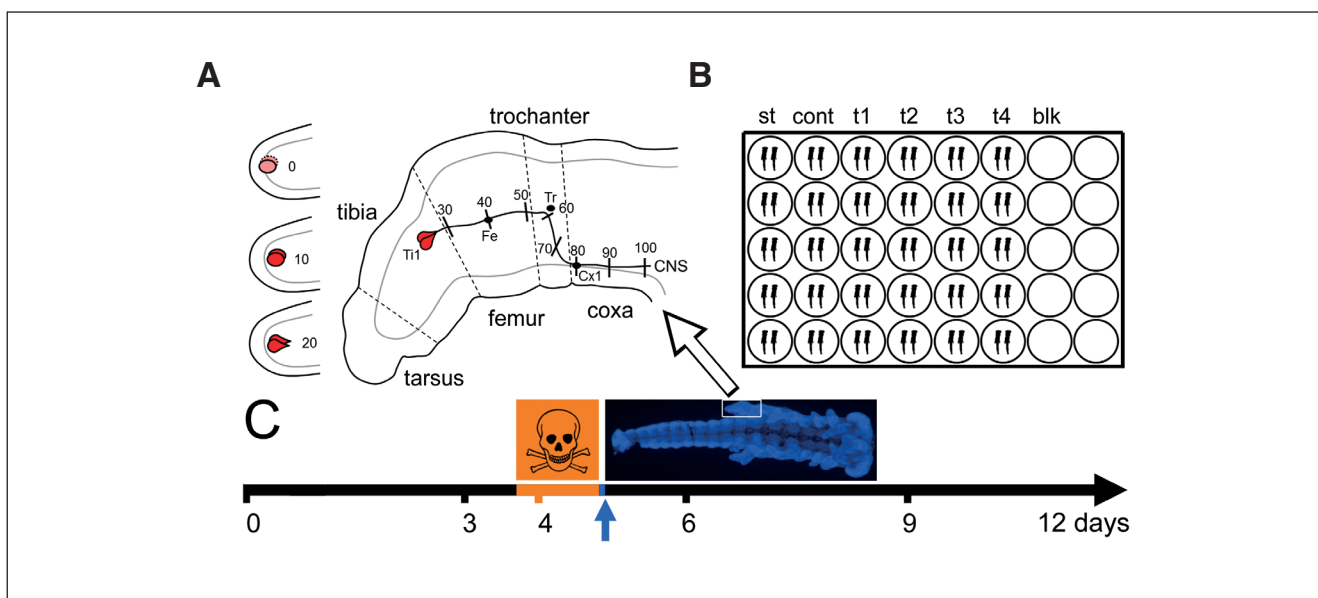 A
B
trochanter
st cont t1 t2 t3 t4 blk
0
tibia
30
40
50
Tr
60
Ti1
Fe
10
70
80
90
100
CNS
Cx1
femur
coxa
20
tarsus
C
0
3
4
6
9
12 days